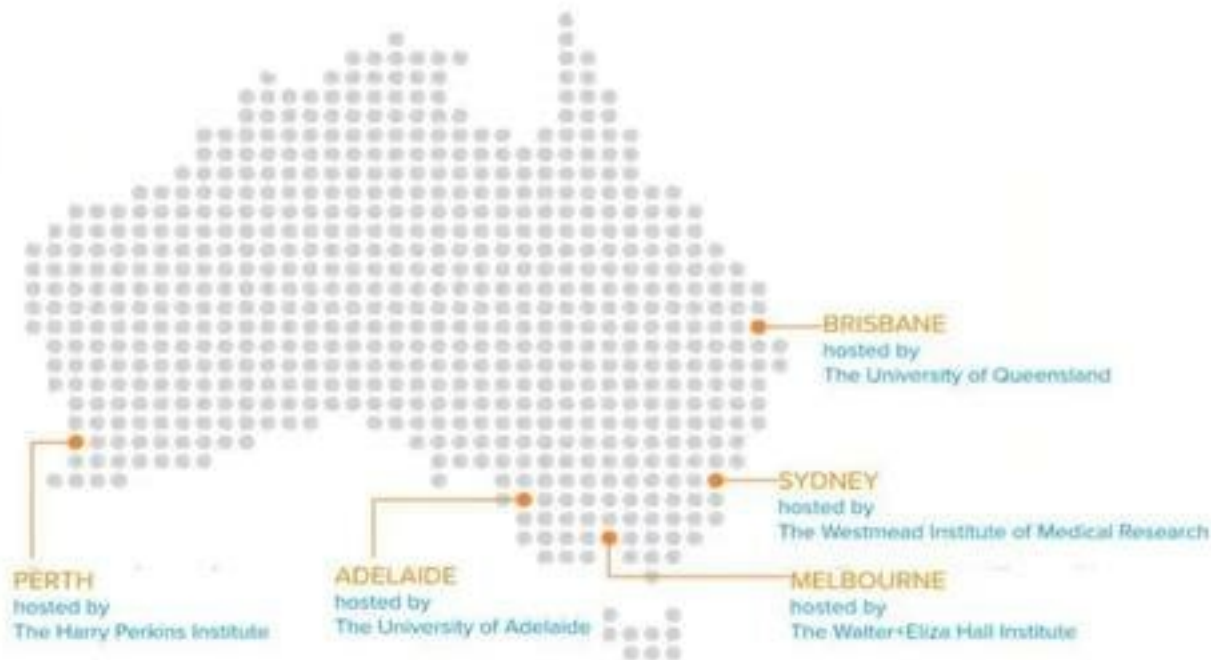 BRISBANE
hosted by
The University of Queensland
SYDNEY
hosted by
The Westmead Institute of Medical Research
PERTH
hosted by
The Harry Perkins Institute
ADELAIDE
hosted by
The University of Adelaide
MELBOURNE
hosted by
The Walter+Eliza Hall Institute